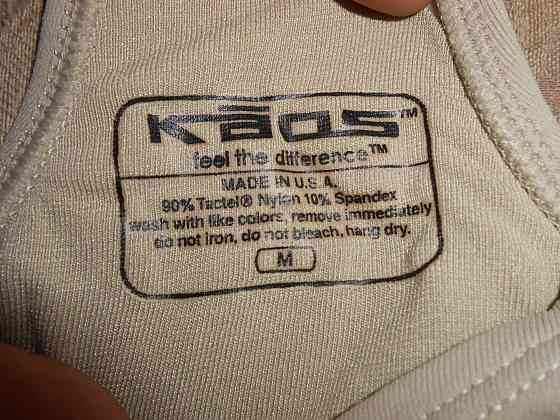 KāOS™
feel the difference™
MADE IN U.S.A.
90% Tactel® Nylon 10% Spandex
wash with like colors, remove immediately
do not iron, do not bleach, hang dry.
M